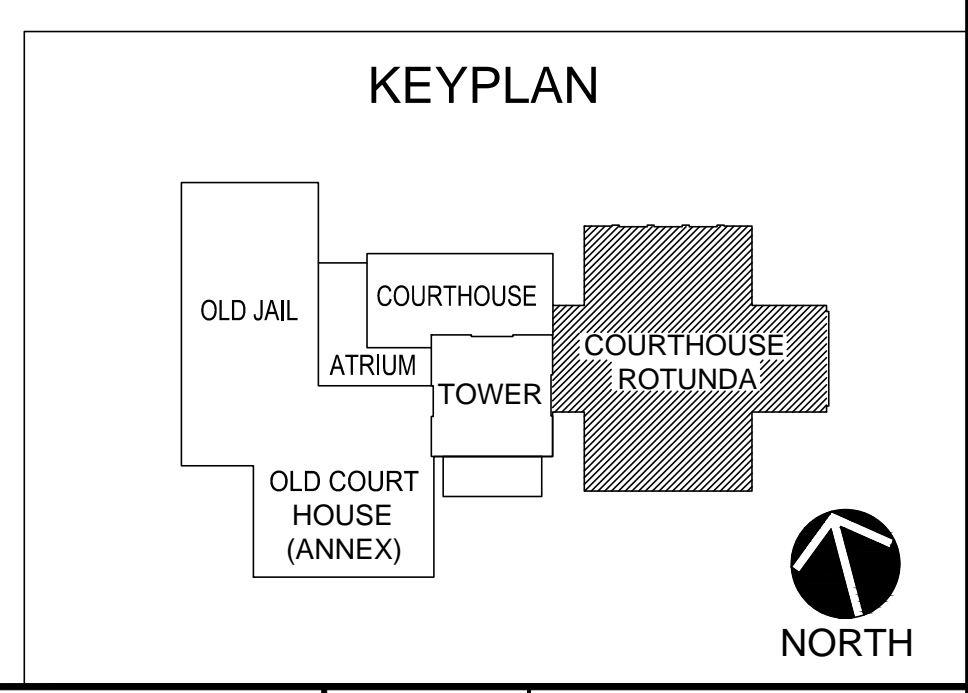 KEYPLAN
OLD JAIL
COURTHOUSE
ATRIUM
TOWER
COURTHOUSE
ROTUNDA
OLD COURT
HOUSE
(ANNEX)
NORTH